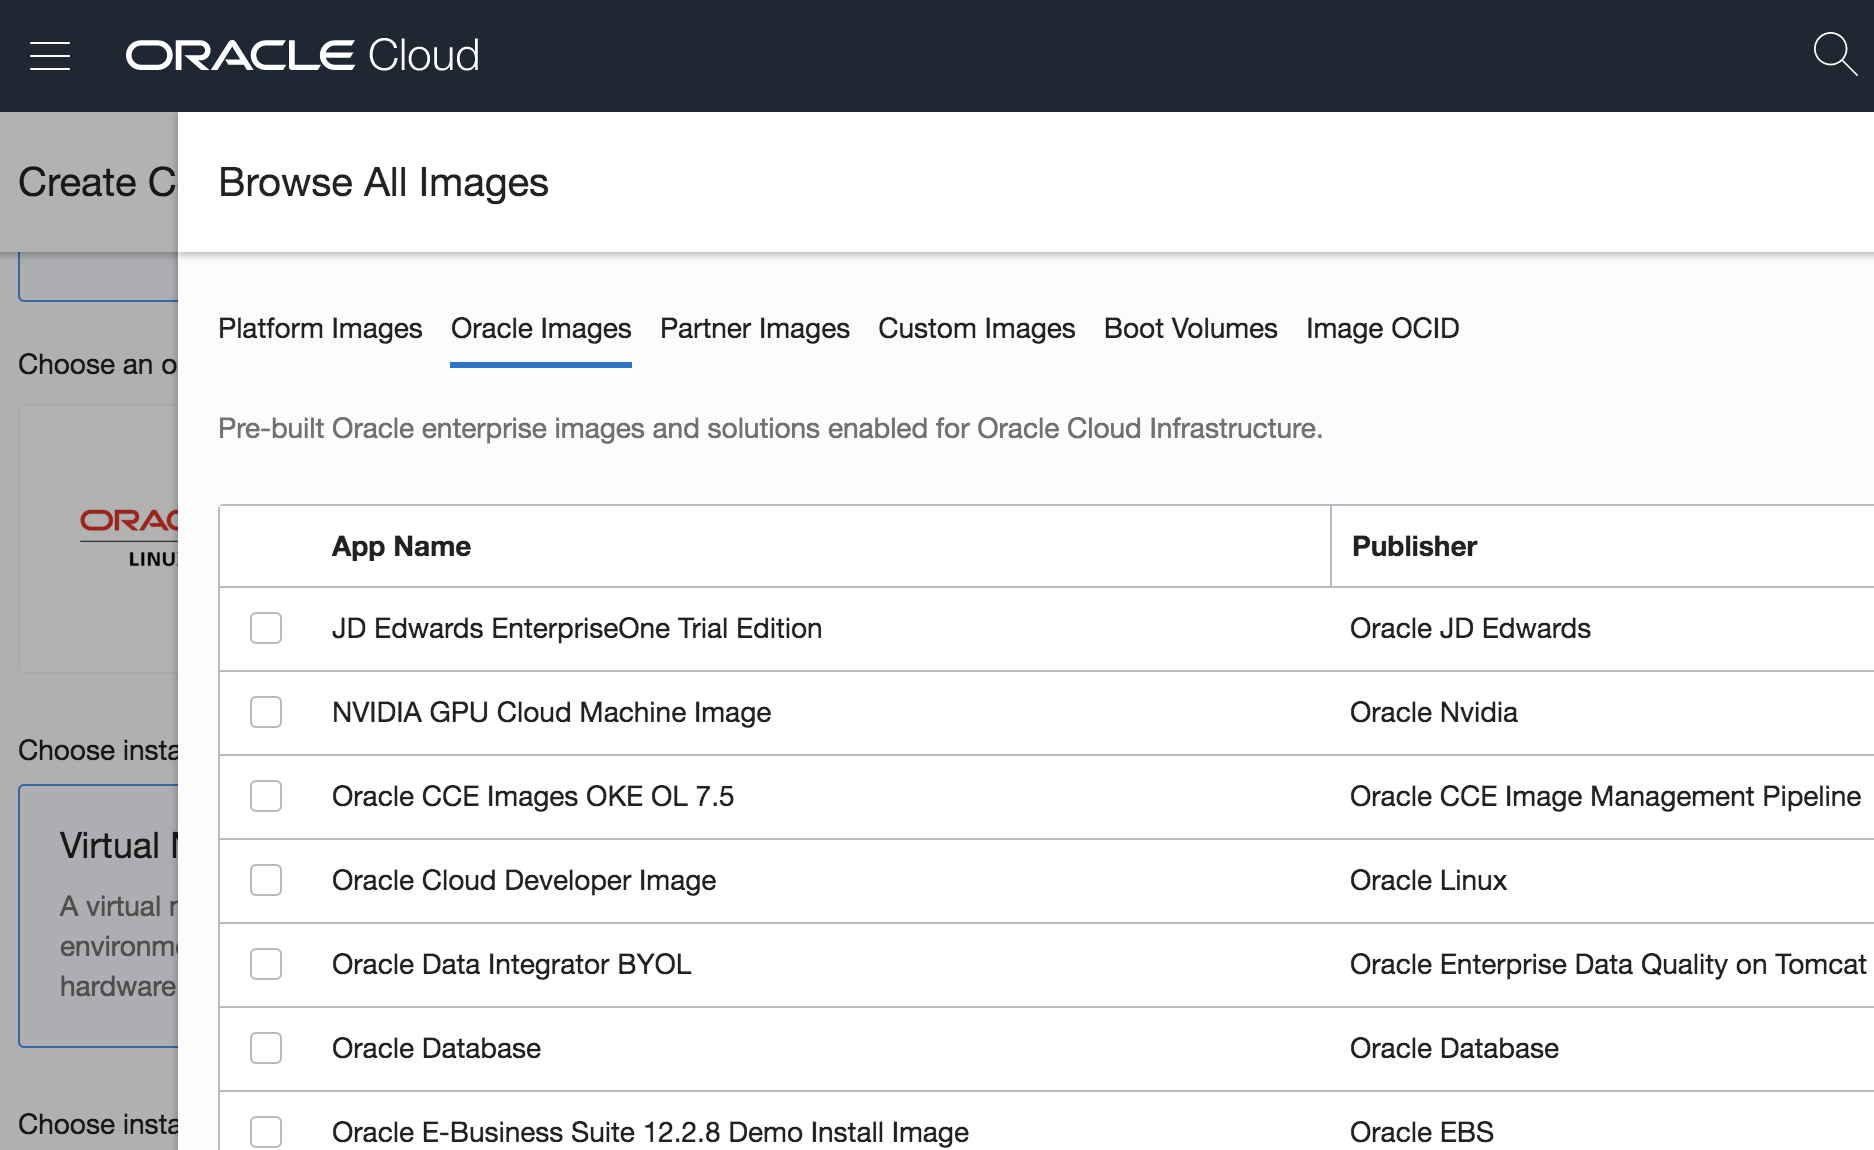 ORACLE Cloud
Create C
Browse All Images
Platform Images Oracle Images Partner Images Custom Images Boot Volumes Image OCID
Choose an o
Pre-built Oracle enterprise images and solutions enabled for Oracle Cloud Infrastructure.
ORAC
LINUX
App Name Publisher
JD Edwards EnterpriseOne Trial Edition Oracle JD Edwards
NVIDIA GPU Cloud Machine Image Oracle Nvidia
Choose insta
Oracle CCE Images OKE OL 7.5 Oracle CCE Image Management Pipeline
Virtual M
Oracle Cloud Developer Image Oracle Linux
A virtual m
environme
hardware
Oracle Data Integrator BYOL Oracle Enterprise Data Quality on Tomcat
Oracle Database Oracle Database
Choose insta
Oracle E-Business Suite 12.2.8 Demo Install Image Oracle EBS